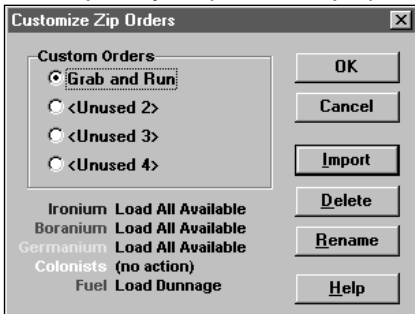 Customize Zip Orders
Custom Orders
Grab and Run
<Unused 2>
<Unused 3>
<Unused 4>
OK
Cancel
Import
Delete
Rename
Help
Ironium Load All Available
Boranium Load All Available
Germanium Load All Available
Colonists (no action)
Fuel Load Dunnage